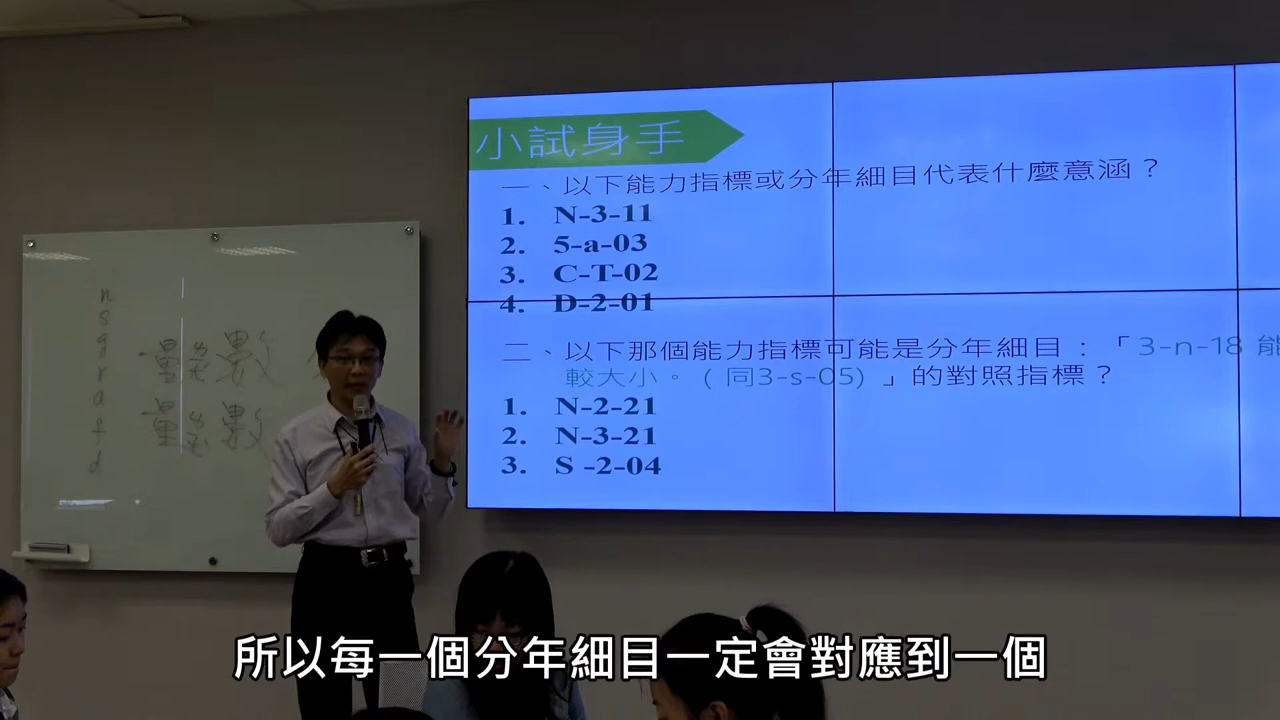 小試身手
一、以下能力指標或分年細目代表什麼意涵？
1. N-3-11
2. 5-a-03
3. C-T-02
4. D-2-01
二、以下那個能力指標可能是分年細目：「3-n-18 能
較大小。（同3-s-05）」的對照指標？
1. N-2-21
2. N-3-21
3. S -2-04
n
s
g
r
a
f
d
量 數
量 數
所以每一個分年細目一定會對應到一個